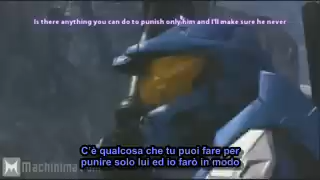 Is there anything you can do to punish only him and I'll make sure he never
C'è qualcosa che tu puoi fare per
punire solo lui ed io farò in modo
Machinima